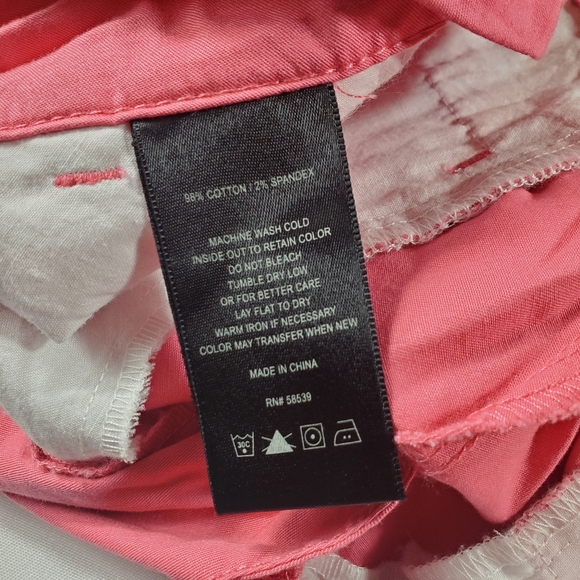 98% COTTON / 2% SPANDEX
MACHINE WASH COLD
INSIDE OUT TO RETAIN COLOR
DO NOT BLEACH
TUMBLE DRY LOW
OR FOR BETTER CARE
LAY FLAT TO DRY
WARM IRON IF NECESSARY
COLOR MAY TRANSFER WHEN NEW
MADE IN CHINA
RN# 58539
30C